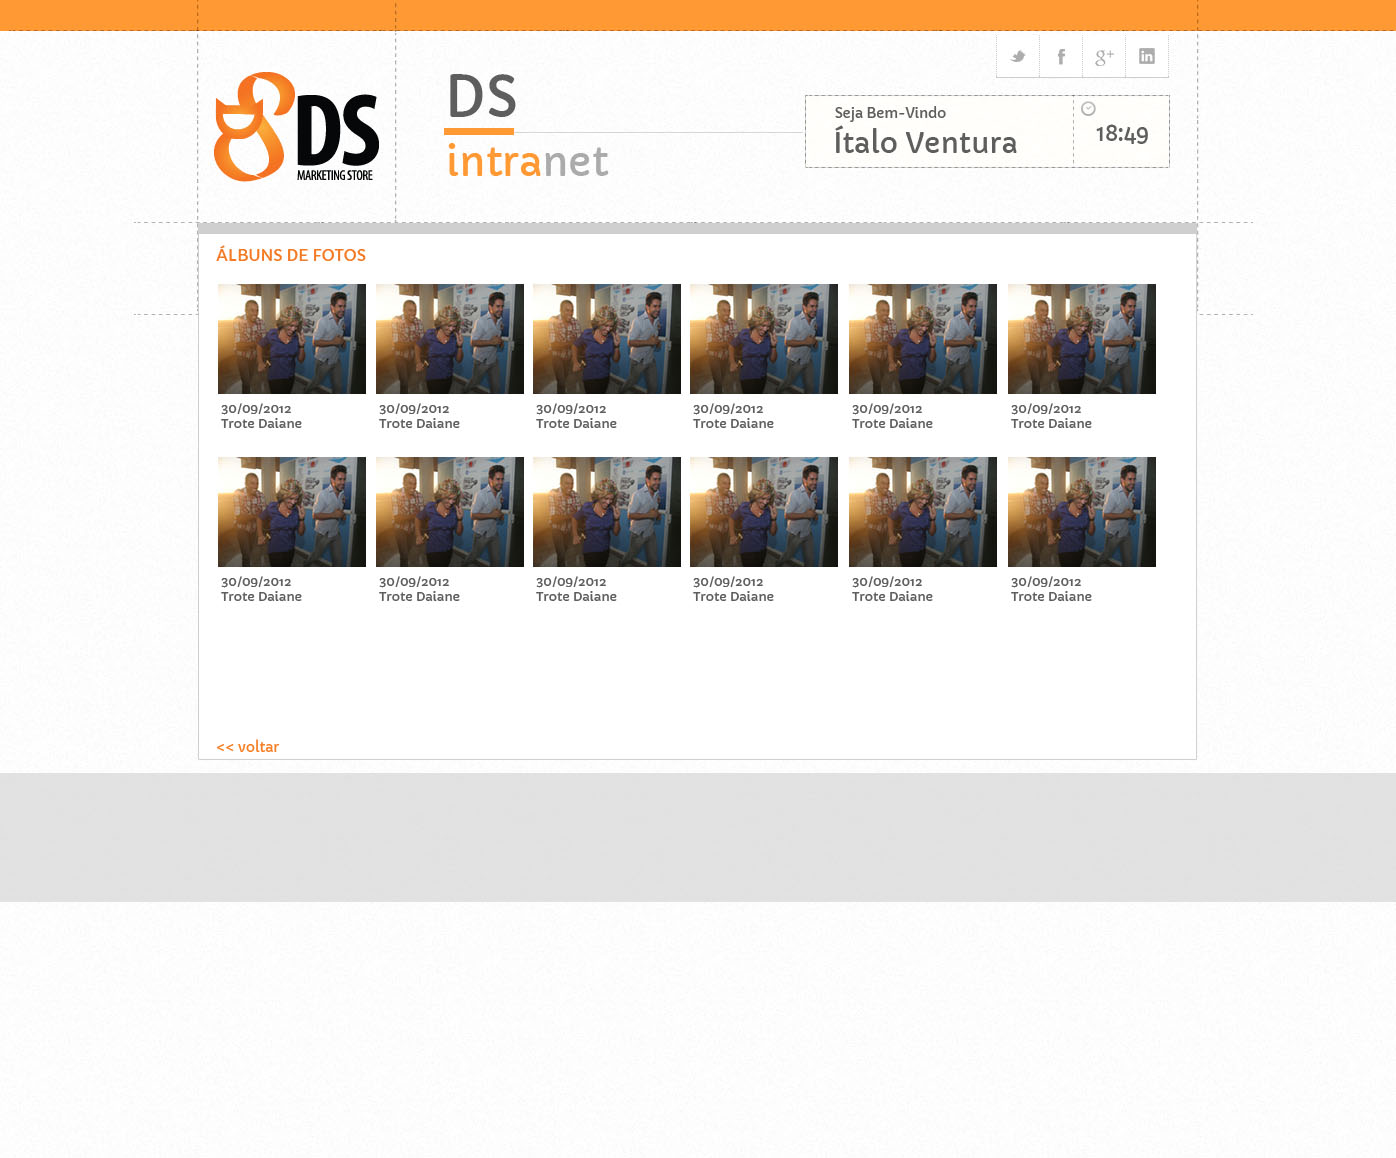 DS
MARKETING STORE
DS
intranet
Seja Bem-Vindo
Ítalo Ventura
18:49
ÁLBUNS DE FOTOS
30/09/2012
Trote Daiane
30/09/2012
Trote Daiane
30/09/2012
Trote Daiane
30/09/2012
Trote Daiane
30/09/2012
Trote Daiane
30/09/2012
Trote Daiane
30/09/2012
Trote Daiane
30/09/2012
Trote Daiane
30/09/2012
Trote Daiane
30/09/2012
Trote Daiane
30/09/2012
Trote Daiane
30/09/2012
Trote Daiane
<< voltar